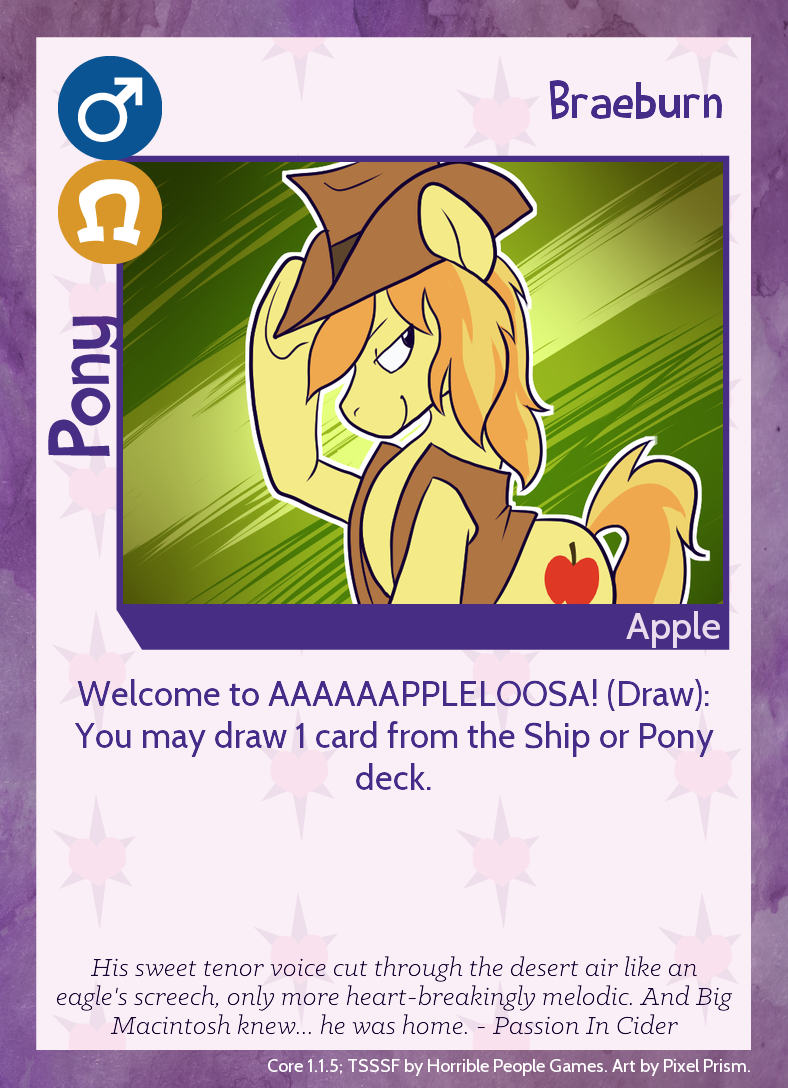 Braeburn
Pony
Apple
Welcome to AAAAAAPPLELOOSA! (Draw):
You may draw 1 card from the Ship or Pony
deck.
His sweet tenor voice cut through the desert air like an
eagle's screech, only more heart-breakingly melodic. And Big
Macintosh knew... he was home. - Passion In Cider
Core 1.1.5; TSSSF by Horrible People Games. Art by Pixel Prism.